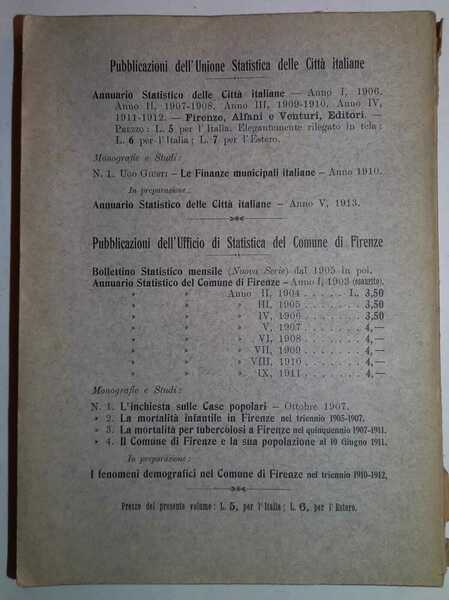 Pubblicazioni dell'Unione Statistica delle Città italiane
Annuario Statistico delle Città italiane — Anno I, 1906.
Anno II, 1907-1908. Anno III, 1909-1910. Anno IV,
1911-1912. — Firenze, Alfani e Venturi, Editori. —
Prezzo: L. 5 per l'Italia. Elegantemente rilegato in tela:
L. 6 per l'Italia; L. 7 per l'Estero.
Monografie e Studi:
N. 1. Ugo Giusti - Le Finanze municipali italiane - Anno 1910.
In preparazione:
Annuario Statistico delle Città italiane - Anno V, 1913.
Pubblicazioni dell'Ufficio di Statistica del Comune di Firenze
Bollettino Statistico mensile (Nuova Serie) dal 1905 in poi.
Annuario Statistico del Comune di Firenze - Anno I, 1903 (esaurito).
» » » Anno II, 1904 . . . . . L. 3,50
» » » » III, 1905 . . . . . . . 3,50
» » » » IV, 1906 . . . . . . . 3,50
» » » » V, 1907 . . . . . . . 4,—
» » » » VI, 1908 . . . . . . . 4,—
» » » » VII, 1909 . . . . . . . 4,—
» » » » VIII, 1910 . . . . . . 4,—
» » » » IX, 1911 . . . . . . . 4,—
Monografie e Studi:
N. 1. L'inchiesta sulle Case popolari - Ottobre 1907.
» 2. La mortalità infantile in Firenze nel triennio 1905-1907.
» 3. La mortalità per tubercolosi a Firenze nel quinquennio 1907-1911.
» 4. Il Comune di Firenze e la sua popolazione al 10 Giugno 1911.
In preparazione:
I fenomeni demografici nel Comune di Firenze nel triennio 1910-1912.
Prezzo del presente volume: L. 5, per l'Italia; L. 6, per l'Estero.